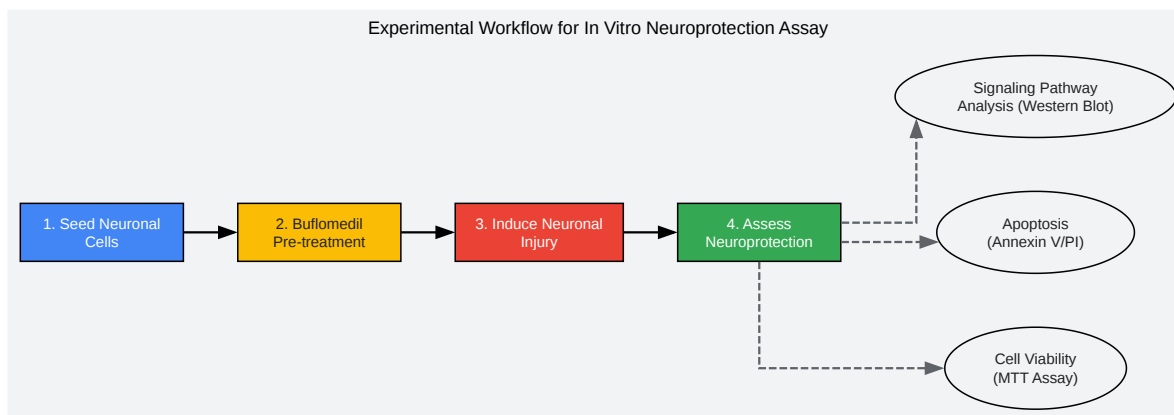 Experimental Workflow for In Vitro Neuroprotection Assay
Signaling Pathway
Analysis (Western Blot)
1. Seed Neuronal
Cells
2. Buflomedil
Pre-treatment
3. Induce Neuronal
Injury
4. Assess
Neuroprotection
Apoptosis
(Annexin V/PI)
Cell Viability
(MTT Assay)